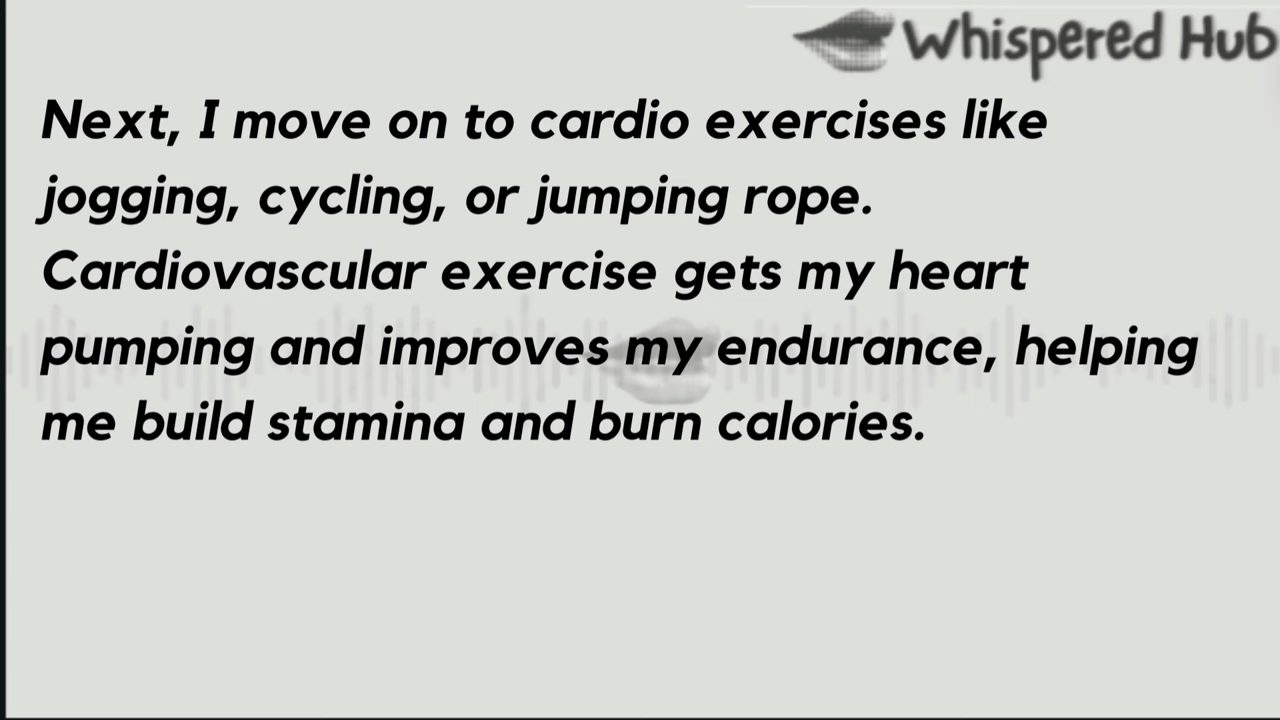 Whispered Hub
Next, I move on to cardio exercises like
jogging, cycling, or jumping rope.
Cardiovascular exercise gets my heart
pumping and improves my endurance, helping
me build stamina and burn calories.